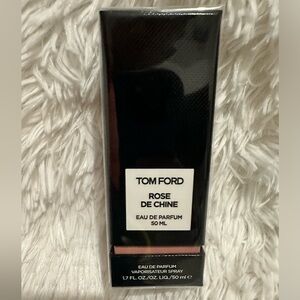 TOM FORD
ROSE
DE CHINE
EAU DE PARFUM
50 ML
EAU DE PARFUM
VAPORISATEUR SPRAY
1.7 FL. OZ./OZ. LIQ./50 ml ℮